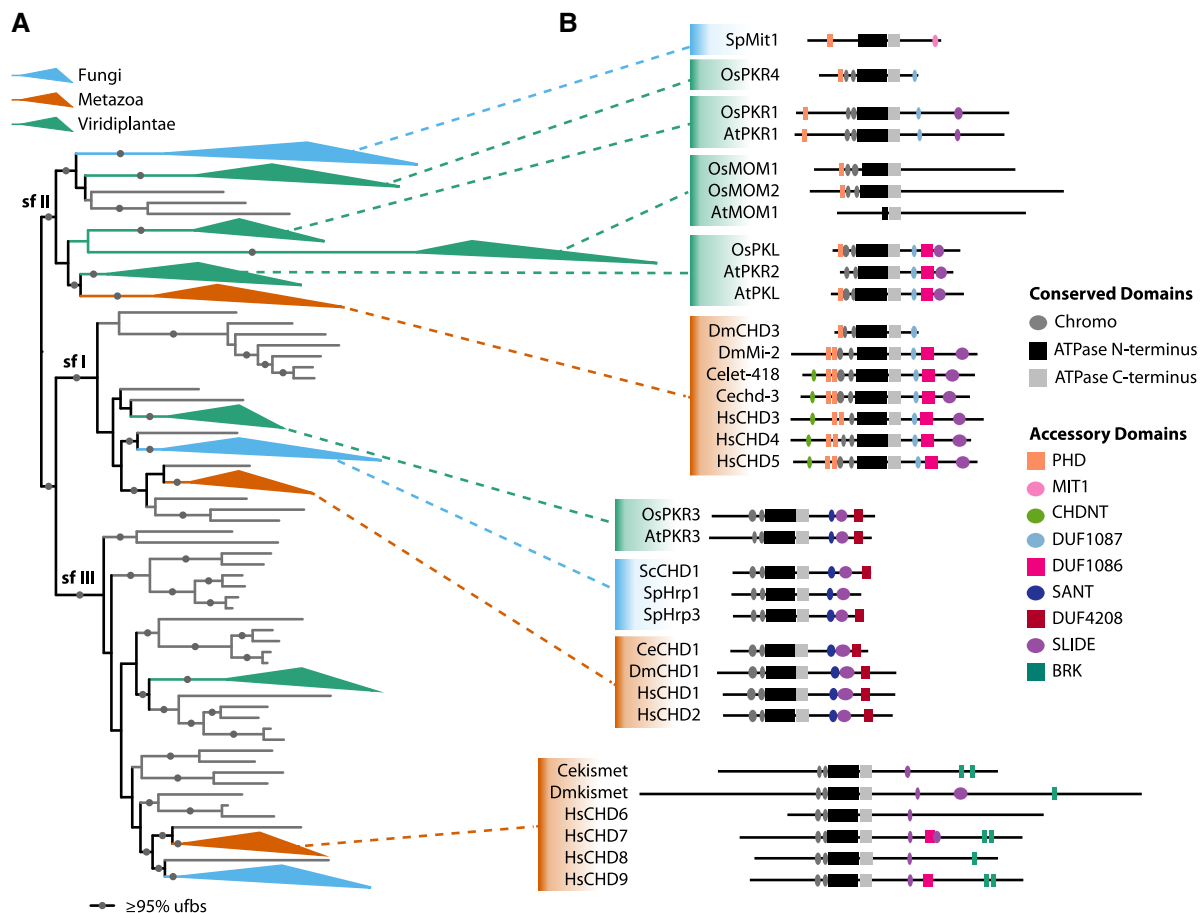 A
B
Fungi
Metazoa
Viridiplantae
sf II
sf I
sf III
≥95% ufbs
SpMit1
OsPKR4
OsPKR1
AtPKR1
OsMOM1
OsMOM2
AtMOM1
OsPKL
AtPKR2
AtPKL
DmCHD3
DmMi-2
Celet-418
Cechd-3
HsCHD3
HsCHD4
HsCHD5
OsPKR3
AtPKR3
ScCHD1
SpHrp1
SpHrp3
CeCHD1
DmCHD1
HsCHD1
HsCHD2
Cekismet
Dmkismet
HsCHD6
HsCHD7
HsCHD8
HsCHD9
Conserved Domains
Chromo
ATPase N-terminus
ATPase C-terminus
Accessory Domains
PHD
MIT1
CHDNT
DUF1087
DUF1086
SANT
DUF4208
SLIDE
BRK